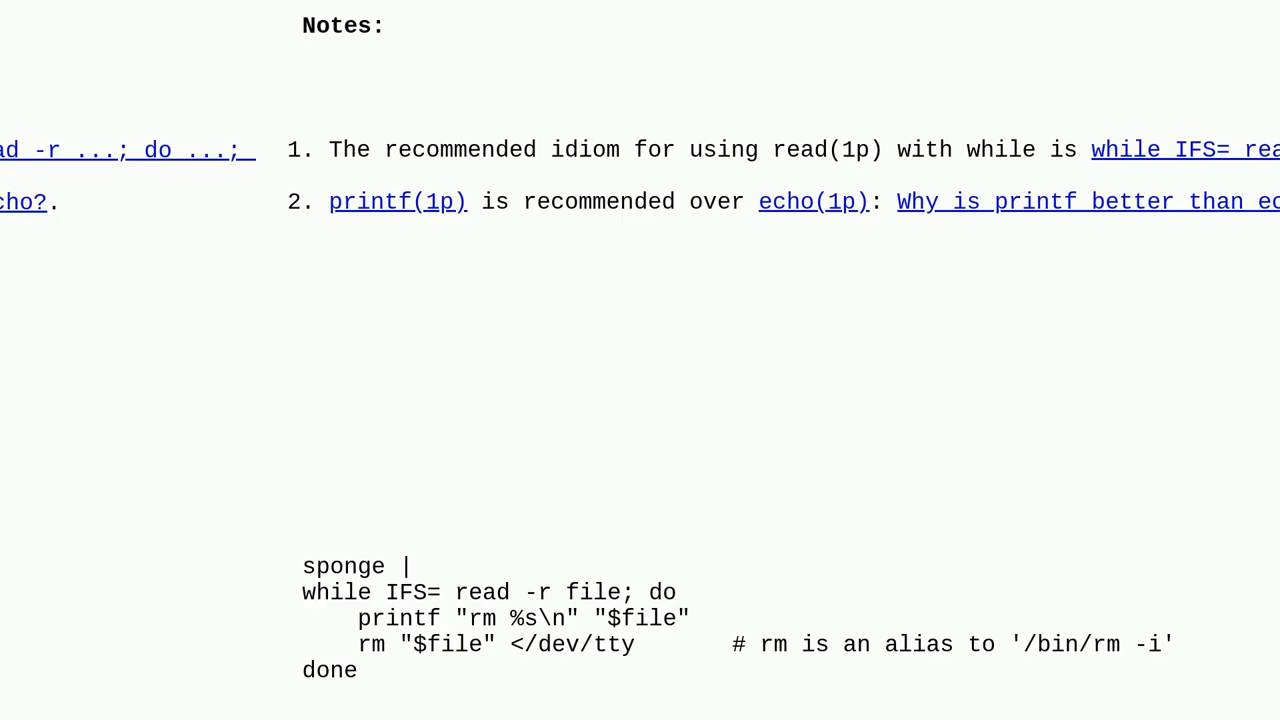 Notes:
ad -r ...; do ...; 1. The recommended idiom for using read(1p) with while is while IFS= rea
cho?. 2. printf(1p) is recommended over echo(1p): Why is printf better than ec
sponge |
while IFS= read -r file; do
    printf "rm %s\n" "$file"
    rm "$file" </dev/tty       # rm is an alias to '/bin/rm -i'
done